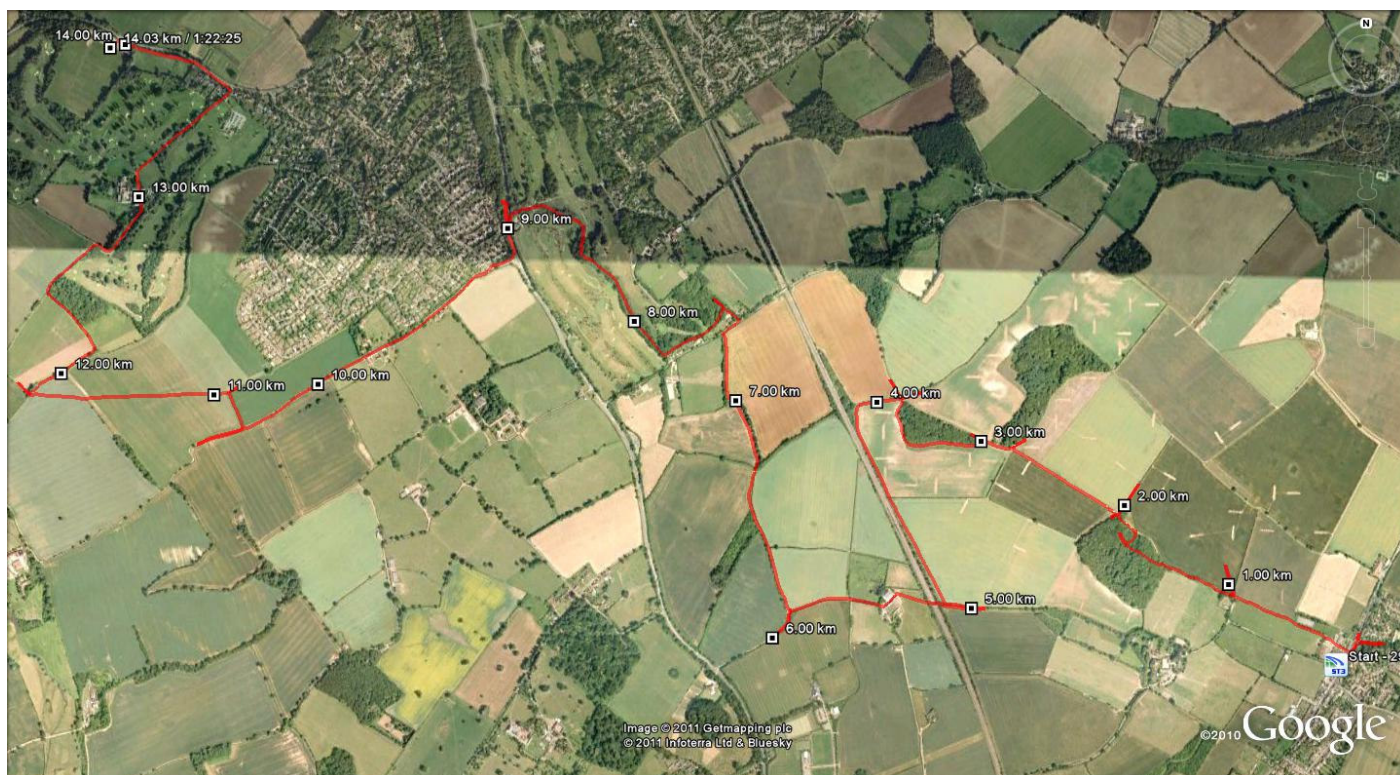 N
14.00 km
14.03 km / 1:22:25
13.00 km
9.00 km
8.00 km
12.00 km
11.00 km
10.00 km
7.00 km
4.00 km
3.00 km
2.00 km
1.00 km
5.00 km
6.00 km
Start - 29
ST3
Image © 2011 Getmapping plc
© 2011 Infoterra Ltd & Bluesky
©2010 Google